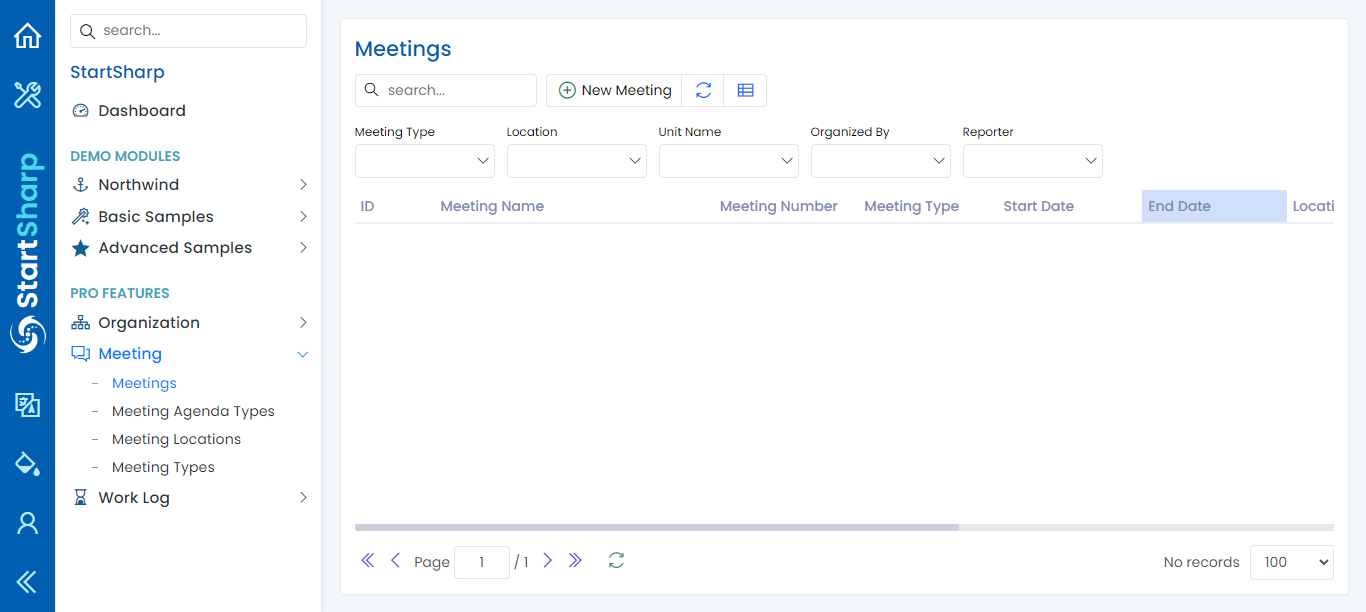 StartSharp
search...
StartSharp
Dashboard
DEMO MODULES
Northwind
Basic Samples
Advanced Samples
PRO FEATURES
Organization
Meeting
- Meetings
- Meeting Agenda Types
- Meeting Locations
- Meeting Types
Work Log
Meetings
search...
New Meeting
Meeting Type Location Unit Name Organized By Reporter
ID Meeting Name Meeting Number Meeting Type Start Date End Date Locati
Page 1 / 1 No records 100